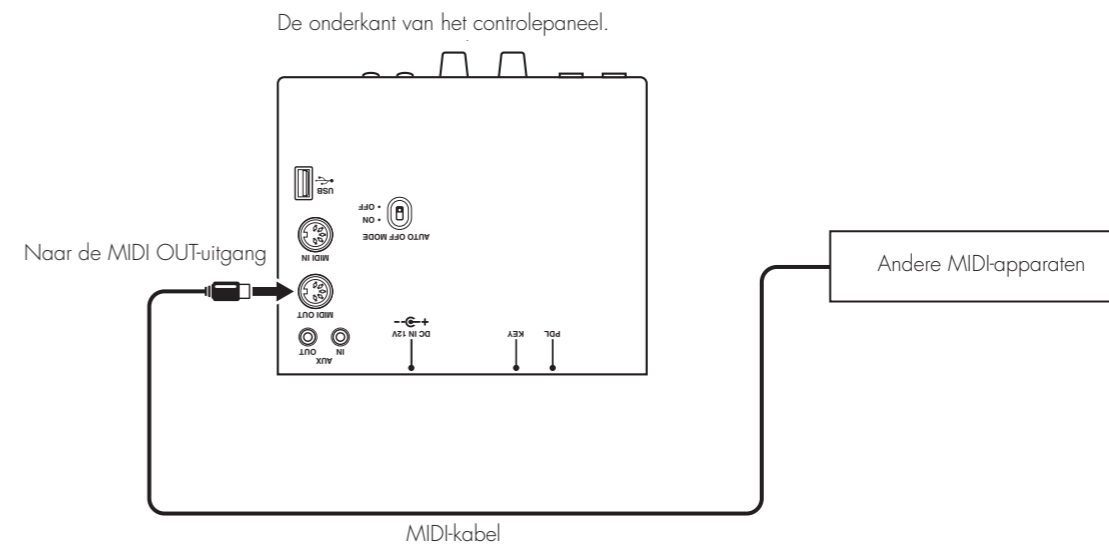 De onderkant van het controlepaneel.
USB
OFF •
ON •
AUTO OFF MODE
MIDI IN
Naar de MIDI OUT-uitgang
Andere MIDI-apparaten
MIDI OUT
DC IN 12V
KEY
PDL
OUT IN
AUX
MIDI-kabel